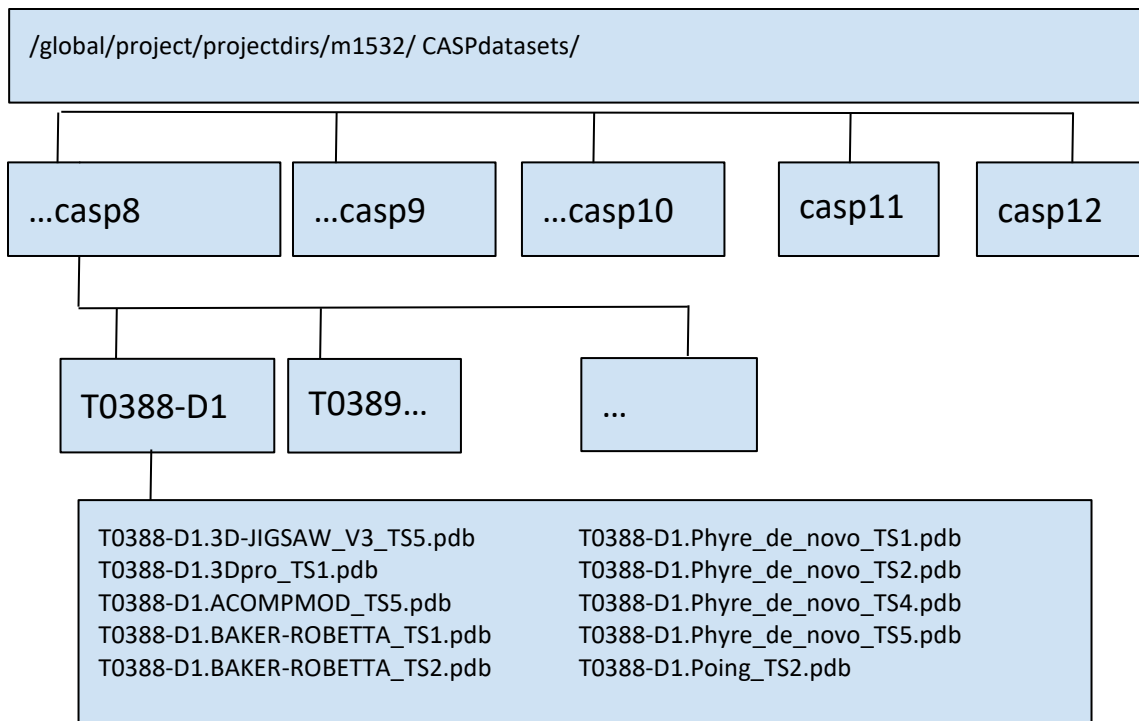 /global/project/projectdirs/m1532/ CASPdatasets/
...casp8
...casp9
...casp10
casp11
casp12
T0388-D1
T0389...
...
T0388-D1.3D-JIGSAW_V3_TS5.pdb
T0388-D1.3Dpro_TS1.pdb
T0388-D1.ACOMPMOD_TS5.pdb
T0388-D1.BAKER-ROBETTA_TS1.pdb
T0388-D1.BAKER-ROBETTA_TS2.pdb
T0388-D1.Phyre_de_novo_TS1.pdb
T0388-D1.Phyre_de_novo_TS2.pdb
T0388-D1.Phyre_de_novo_TS4.pdb
T0388-D1.Phyre_de_novo_TS5.pdb
T0388-D1.Poing_TS2.pdb